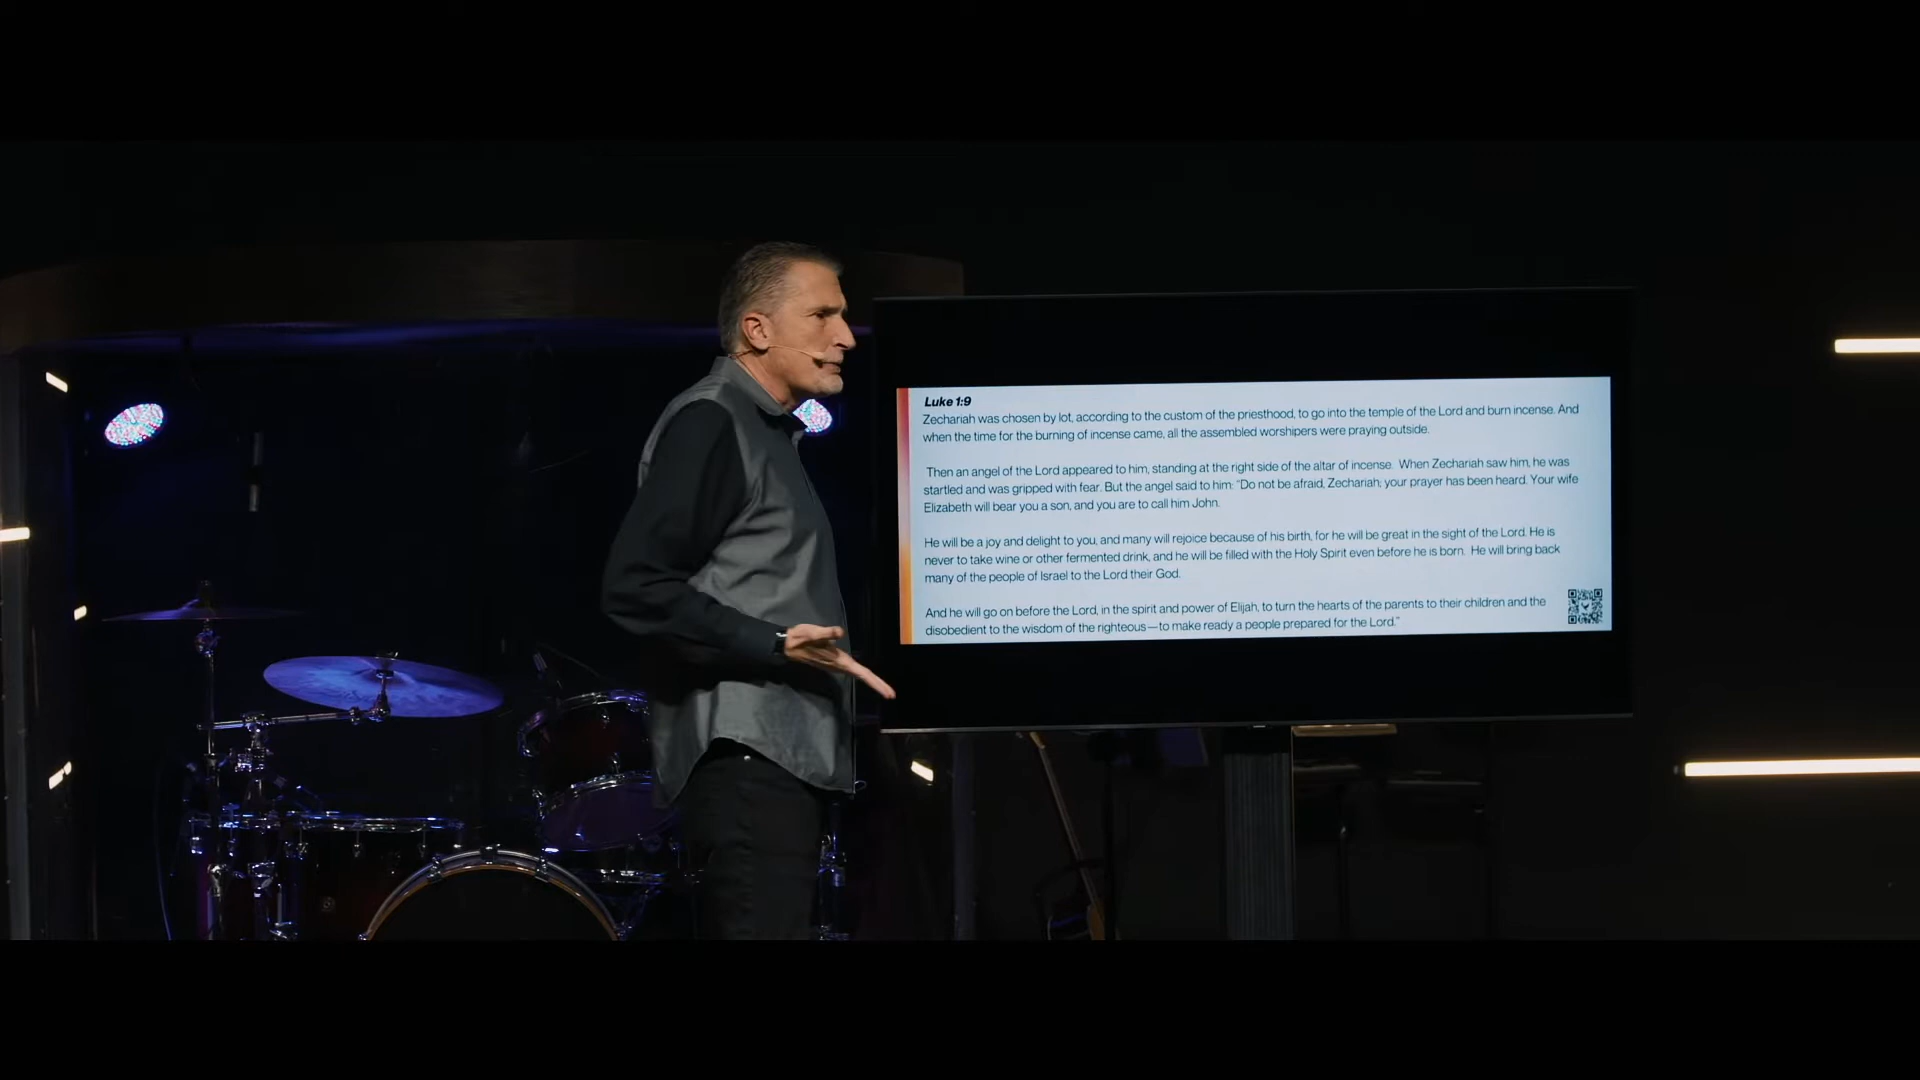 Luke 1:9
Zechariah was chosen by lot, according to the custom of the priesthood, to go into the temple of the Lord and burn incense. And
when the time for the burning of incense came, all the assembled worshipers were praying outside.
Then an angel of the Lord appeared to him, standing at the right side of the altar of incense. When Zechariah saw him, he was
startled and was gripped with fear. But the angel said to him: "Do not be afraid, Zechariah; your prayer has been heard. Your wife
Elizabeth will bear you a son, and you are to call him John.
He will be a joy and delight to you, and many will rejoice because of his birth, for he will be great in the sight of the Lord. He is
never to take wine or other fermented drink, and he will be filled with the Holy Spirit even before he is born. He will bring back
many of the people of Israel to the Lord their God.
And he will go on before the Lord, in the spirit and power of Elijah, to turn the hearts of the parents to their children and the
disobedient to the wisdom of the righteous—to make ready a people prepared for the Lord."